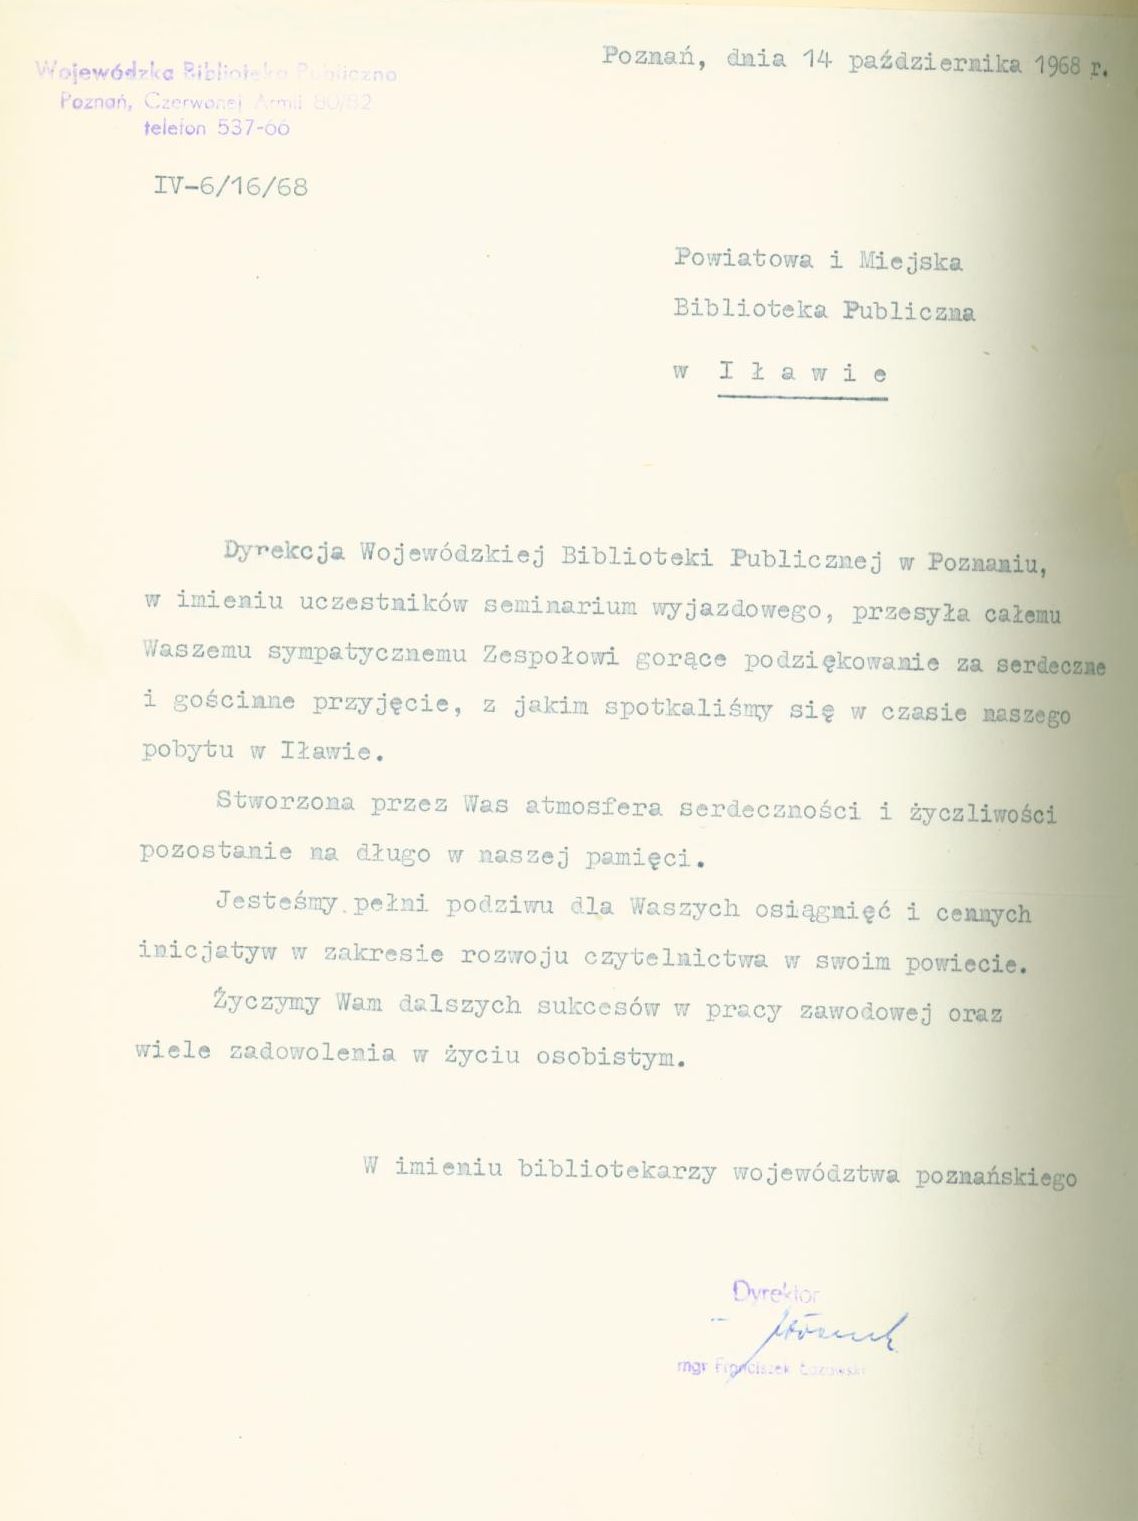 Poznań, dnia 14 października 1968 r.
Wojewódzka Biblioteka Publiczna
Poznań, Czerwonej Armii 80/82
telefon 537-66
IV-6/16/68
Powiatowa i Miejska
Biblioteka Publiczna
w I ł a w i e
Dyrekcja Wojewódzkiej Biblioteki Publicznej w Poznaniu,
w imieniu uczestników seminarium wyjazdowego, przesyła całemu
Waszemu sympatycznemu Zespołowi gorące podziękowanie za serdeczne
i gościnne przyjęcie, z jakim spotkaliśmy się w czasie naszego
pobytu w Iławie.
Stworzona przez Was atmosfera serdeczności i życzliwości
pozostanie na długo w naszej pamięci.
Jesteśmy pełni podziwu dla Waszych osiągnięć i cennych
inicjatyw w zakresie rozwoju czytelnictwa w swoim powiecie.
Życzymy Wam dalszych sukcesów w pracy zawodowej oraz
wiele zadowolenia w życiu osobistym.
W imieniu bibliotekarzy województwa poznańskiego
Dyrektor
mgr Franciszek Łozowski